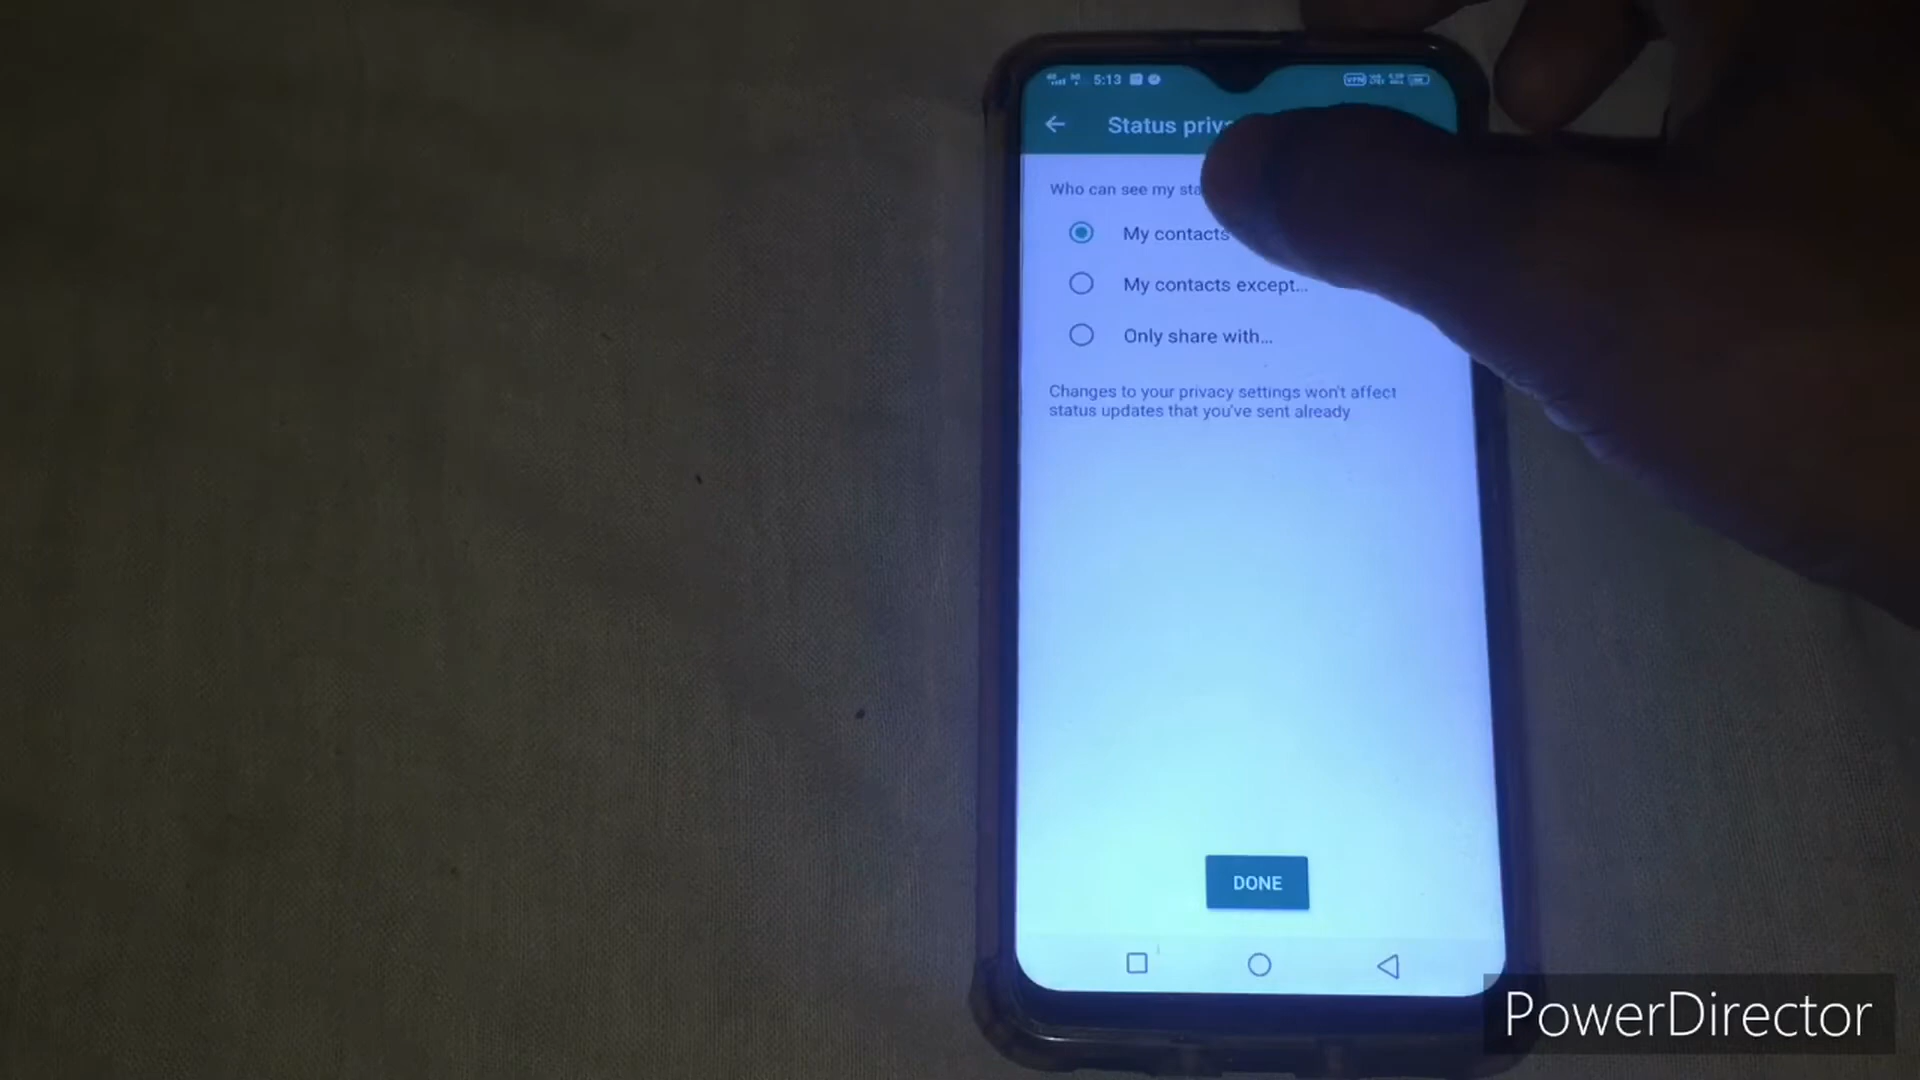 5:13
Status priv
Who can see my sta
My contacts
My contacts except...
Only share with...
Changes to your privacy settings won't affect
status updates that you've sent already
DONE
PowerDirector